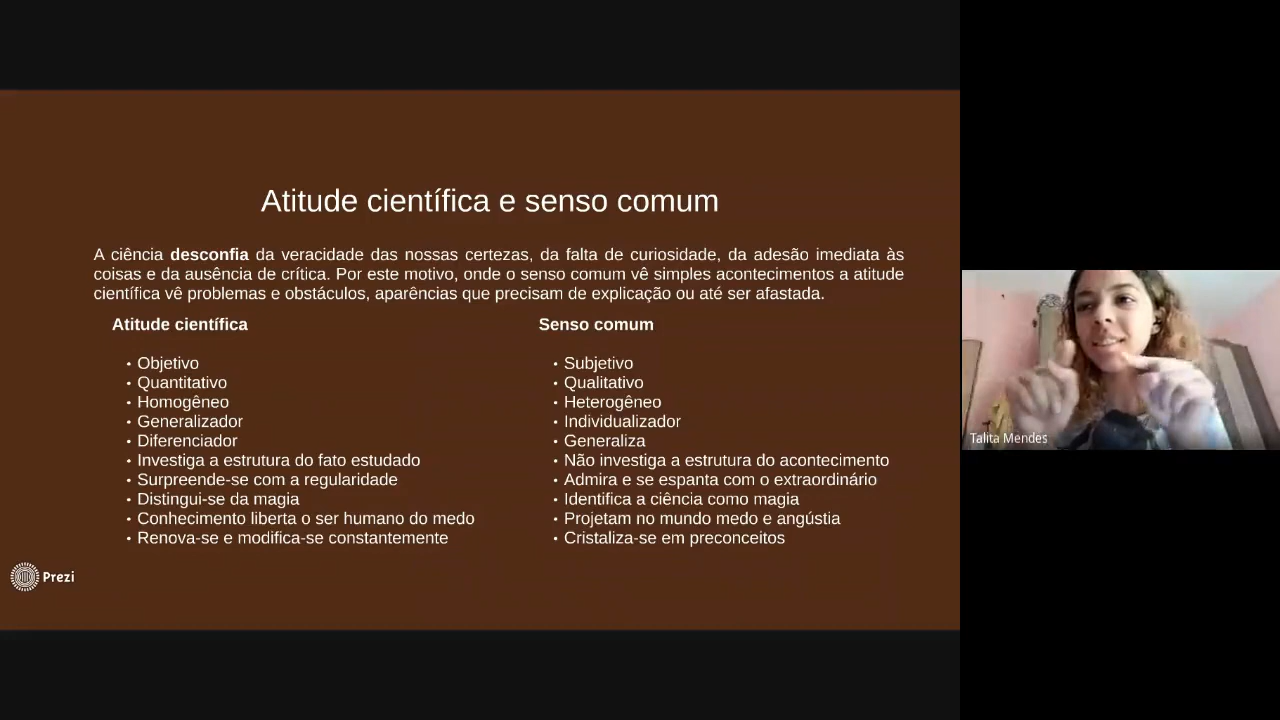 Atitude científica e senso comum
A ciência desconfia da veracidade das nossas certezas, da falta de curiosidade, da adesão imediata às
coisas e da ausência de crítica. Por este motivo, onde o senso comum vê simples acontecimentos a atitude
científica vê problemas e obstáculos, aparências que precisam de explicação ou até ser afastada.
Atitude científica
• Objetivo
• Quantitativo
• Homogêneo
• Generalizador
• Diferenciador
• Investiga a estrutura do fato estudado
• Surpreende-se com a regularidade
• Distingui-se da magia
• Conhecimento liberta o ser humano do medo
• Renova-se e modifica-se constantemente
Senso comum
• Subjetivo
• Qualitativo
• Heterogêneo
• Individualizador
• Generaliza
• Não investiga a estrutura do acontecimento
• Admira e se espanta com o extraordinário
• Identifica a ciência como magia
• Projetam no mundo medo e angústia
• Cristaliza-se em preconceitos
Prezi
Talita Mendes